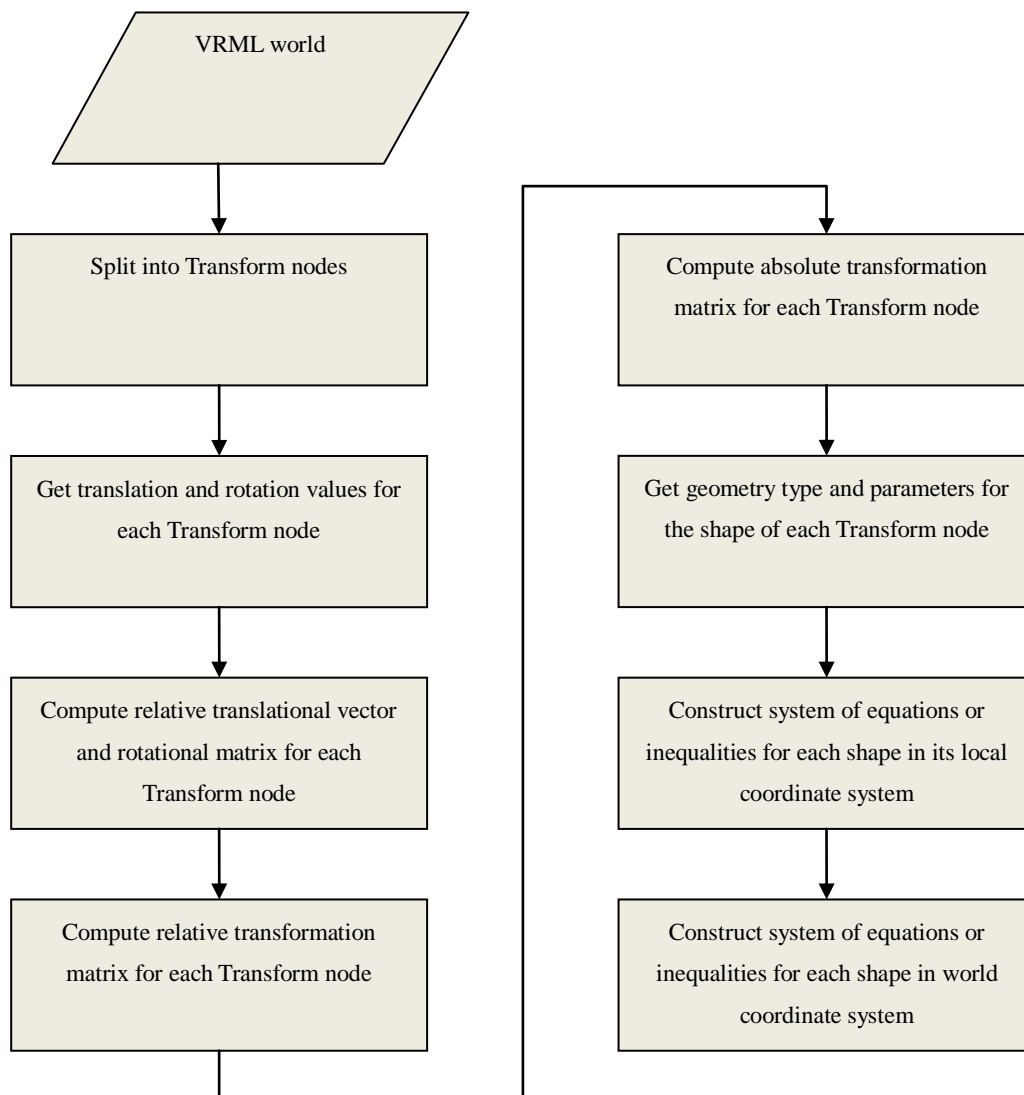 VRML world
Split into Transform nodes
Get translation and rotation values for
each Transform node
Compute relative translational vector
and rotational matrix for each
Transform node
Compute relative transformation
matrix for each Transform node
Compute absolute transformation
matrix for each Transform node
Get geometry type and parameters for
the shape of each Transform node
Construct system of equations or
inequalities for each shape in its local
coordinate system
Construct system of equations or
inequalities for each shape in world
coordinate system